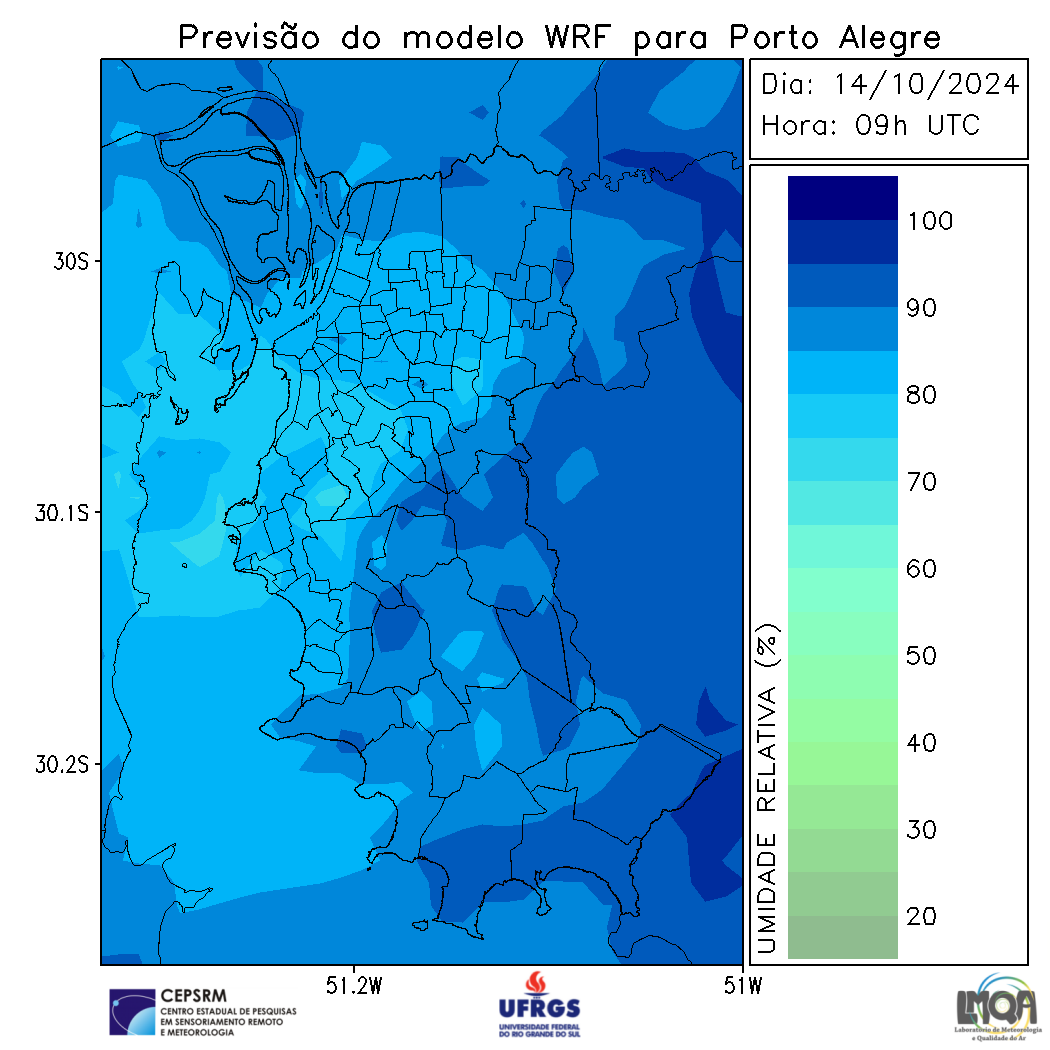 Previsão do modelo WRF para Porto Alegre
Dia: 14/10/2024
Hora: 09h UTC
100
90
80
70
60
50
40
30
20
UMIDADE RELATIVA (%)
30S
30.1S
30.2S
51.2W
51W
CEPSRM
CENTRO ESTADUAL DE PESQUISAS
EM SENSORIAMENTO REMOTO
E METEOROLOGIA
UFRGS
UNIVERSIDADE FEDERAL
DO RIO GRANDE DO SUL
LMQA
Laboratório de Meteorologia
e Qualidade do Ar